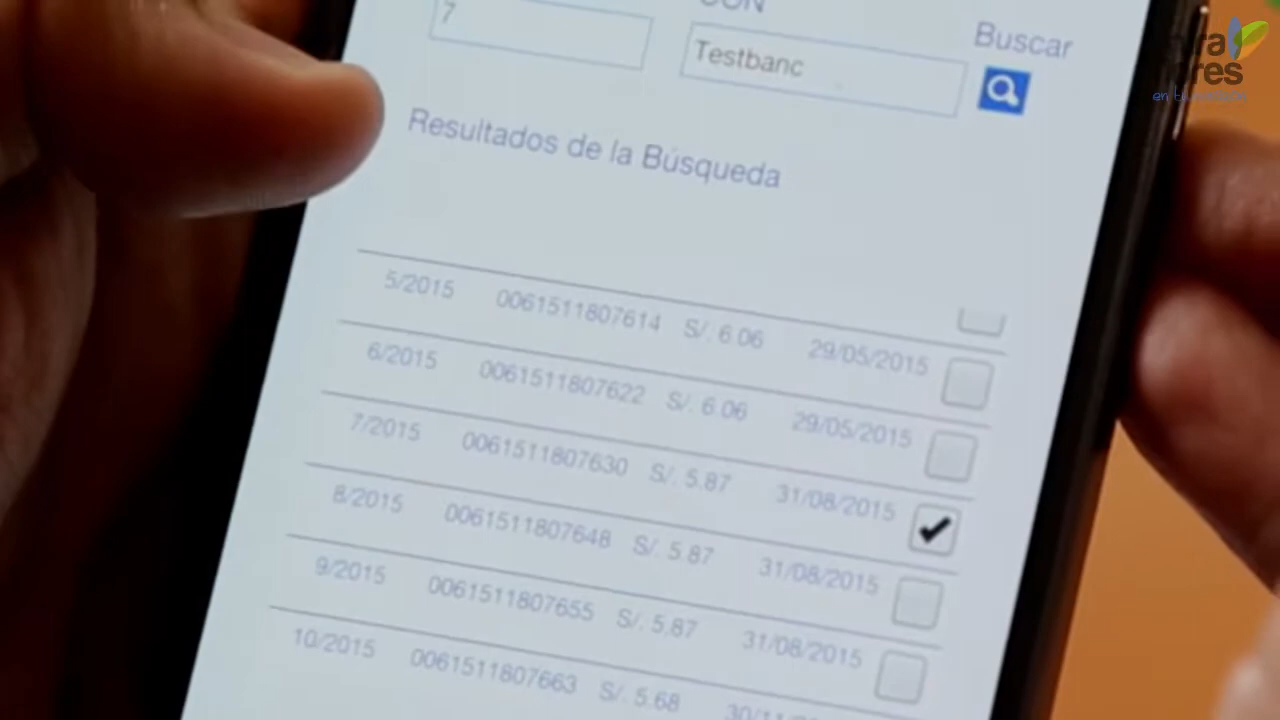 Buscar
7
Testbanc
Resultados de la Búsqueda
5/2015 0061511807614 S/. 6.06 29/05/2015
6/2015 0061511807622 S/. 6.06 29/05/2015
7/2015 0061511807630 S/. 5.87 31/08/2015
8/2015 0061511807648 S/. 5.87 31/08/2015
9/2015 0061511807655 S/. 5.87 31/08/2015
10/2015 0061511807663 S/. 5.68